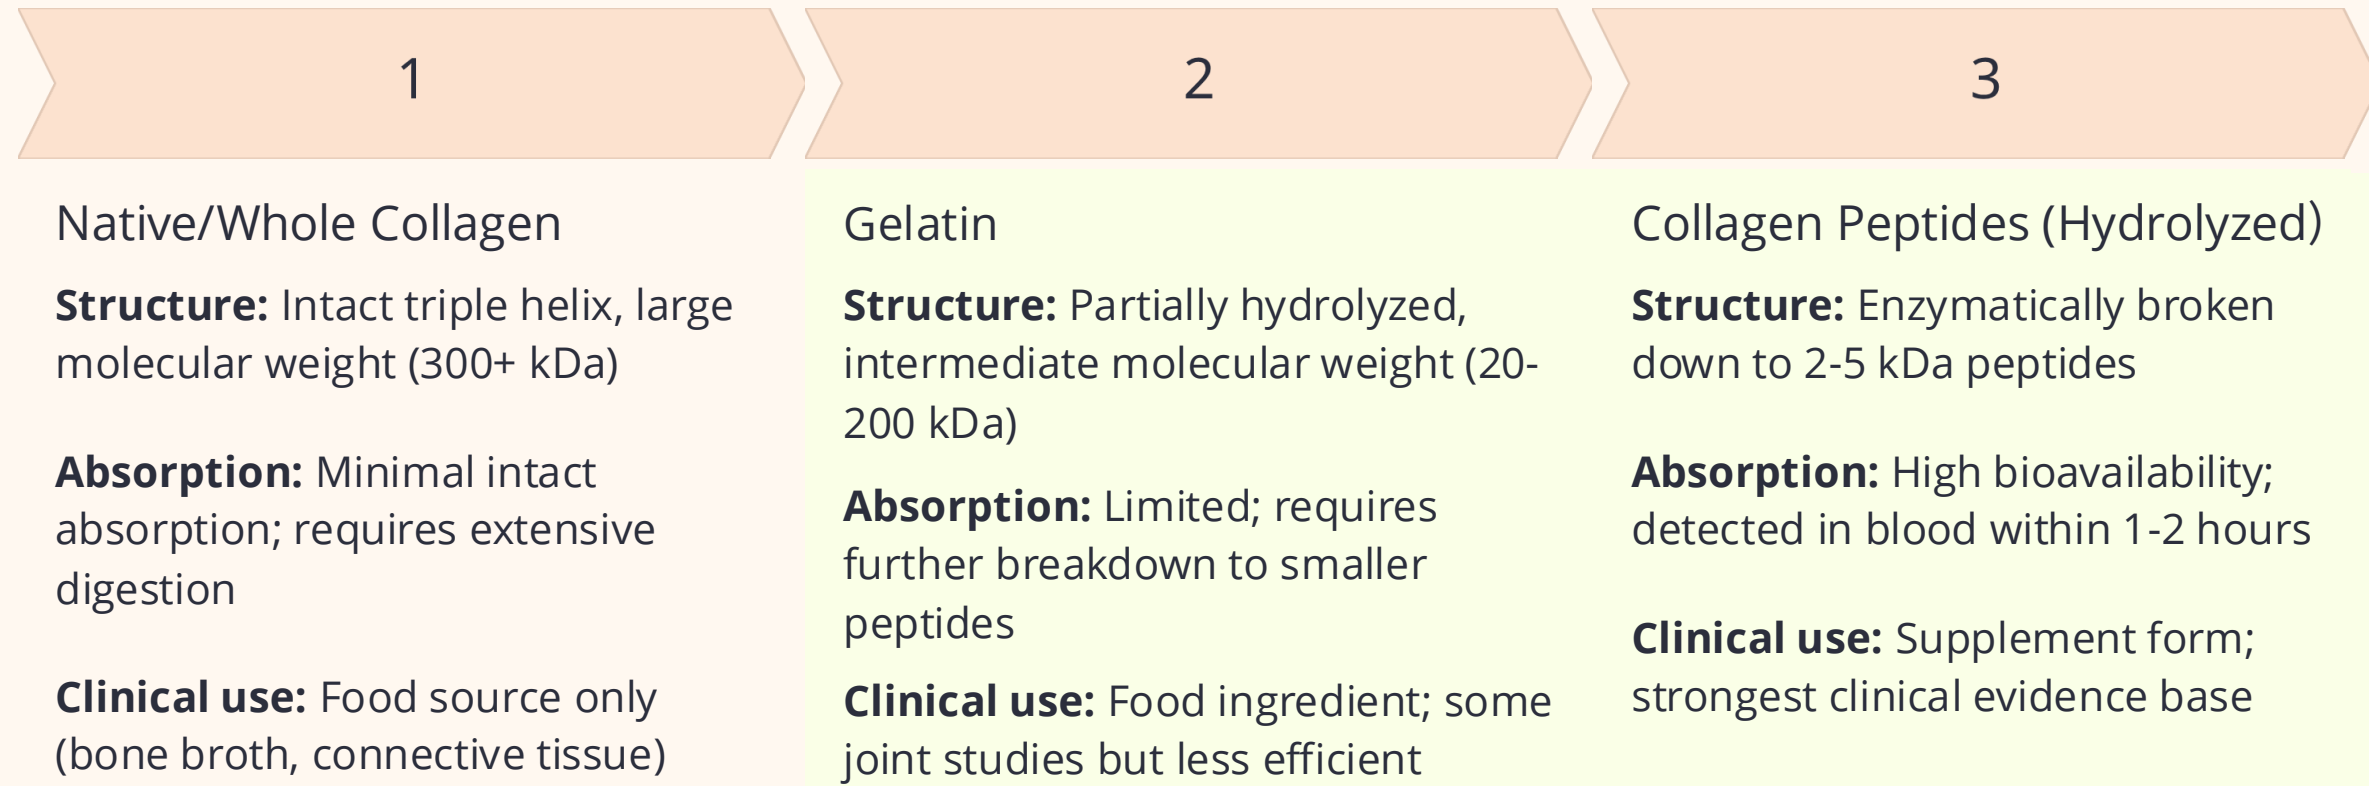 1
2
3
Native/Whole Collagen
Structure: Intact triple helix, large
molecular weight (300+ kDa)
Absorption: Minimal intact
absorption; requires extensive
digestion
Clinical use: Food source only
(bone broth, connective tissue)
Gelatin
Structure: Partially hydrolyzed,
intermediate molecular weight (20-
200 kDa)
Absorption: Limited; requires
further breakdown to smaller
peptides
Clinical use: Food ingredient; some
joint studies but less efficient
Collagen Peptides (Hydrolyzed)
Structure: Enzymatically broken
down to 2-5 kDa peptides
Absorption: High bioavailability;
detected in blood within 1-2 hours
Clinical use: Supplement form;
strongest clinical evidence base